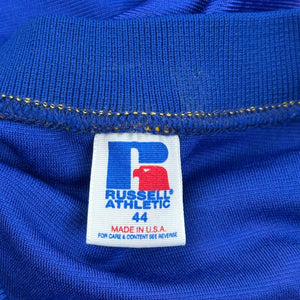 RUSSELL
ATHLETIC
44
MADE IN U.S.A.
FOR CARE & CONTENT SEE REVERSE